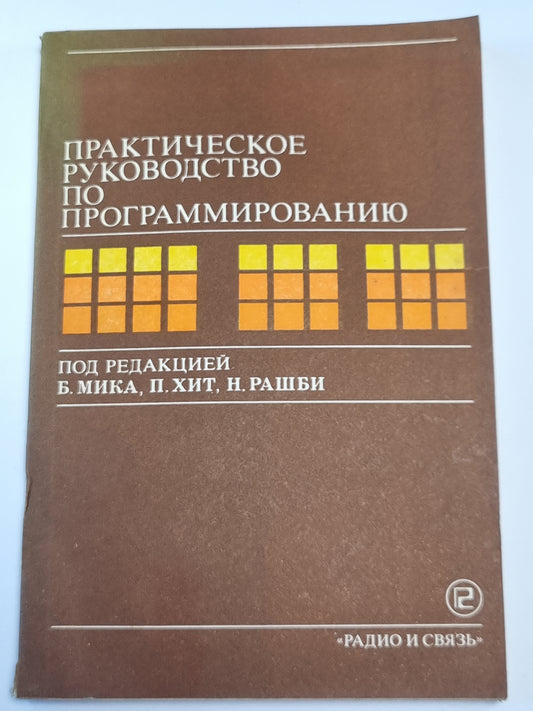 ПРАКТИЧЕСКОЕ
РУКОВОДСТВО
ПО
ПРОГРАММИРОВАНИЮ
ПОД РЕДАКЦИЕЙ
Б. МИКА, П. ХИТ, Н. РАШБИ
«РАДИО И СВЯЗЬ»